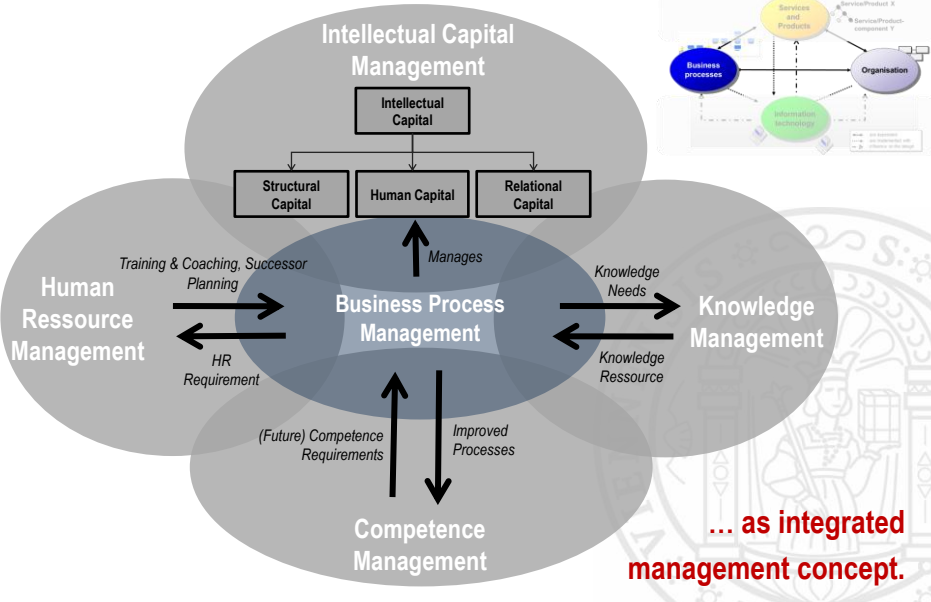 Intellectual Capital
Management
Intellectual
Capital
Structural
Capital
Human Capital
Relational
Capital
Manages
Training & Coaching, Successor
Planning
Human
Ressource
Management
HR
Requirement
Business Process
Management
Knowledge
Needs
Knowledge
Management
Knowledge
Ressource
(Future) Competence
Requirements
Improved
Processes
Competence
Management
… as integrated
management concept.
Services
and
Products
Service/Product X
Service/Product-
component Y
Business
processes
Organisation
Information
technology